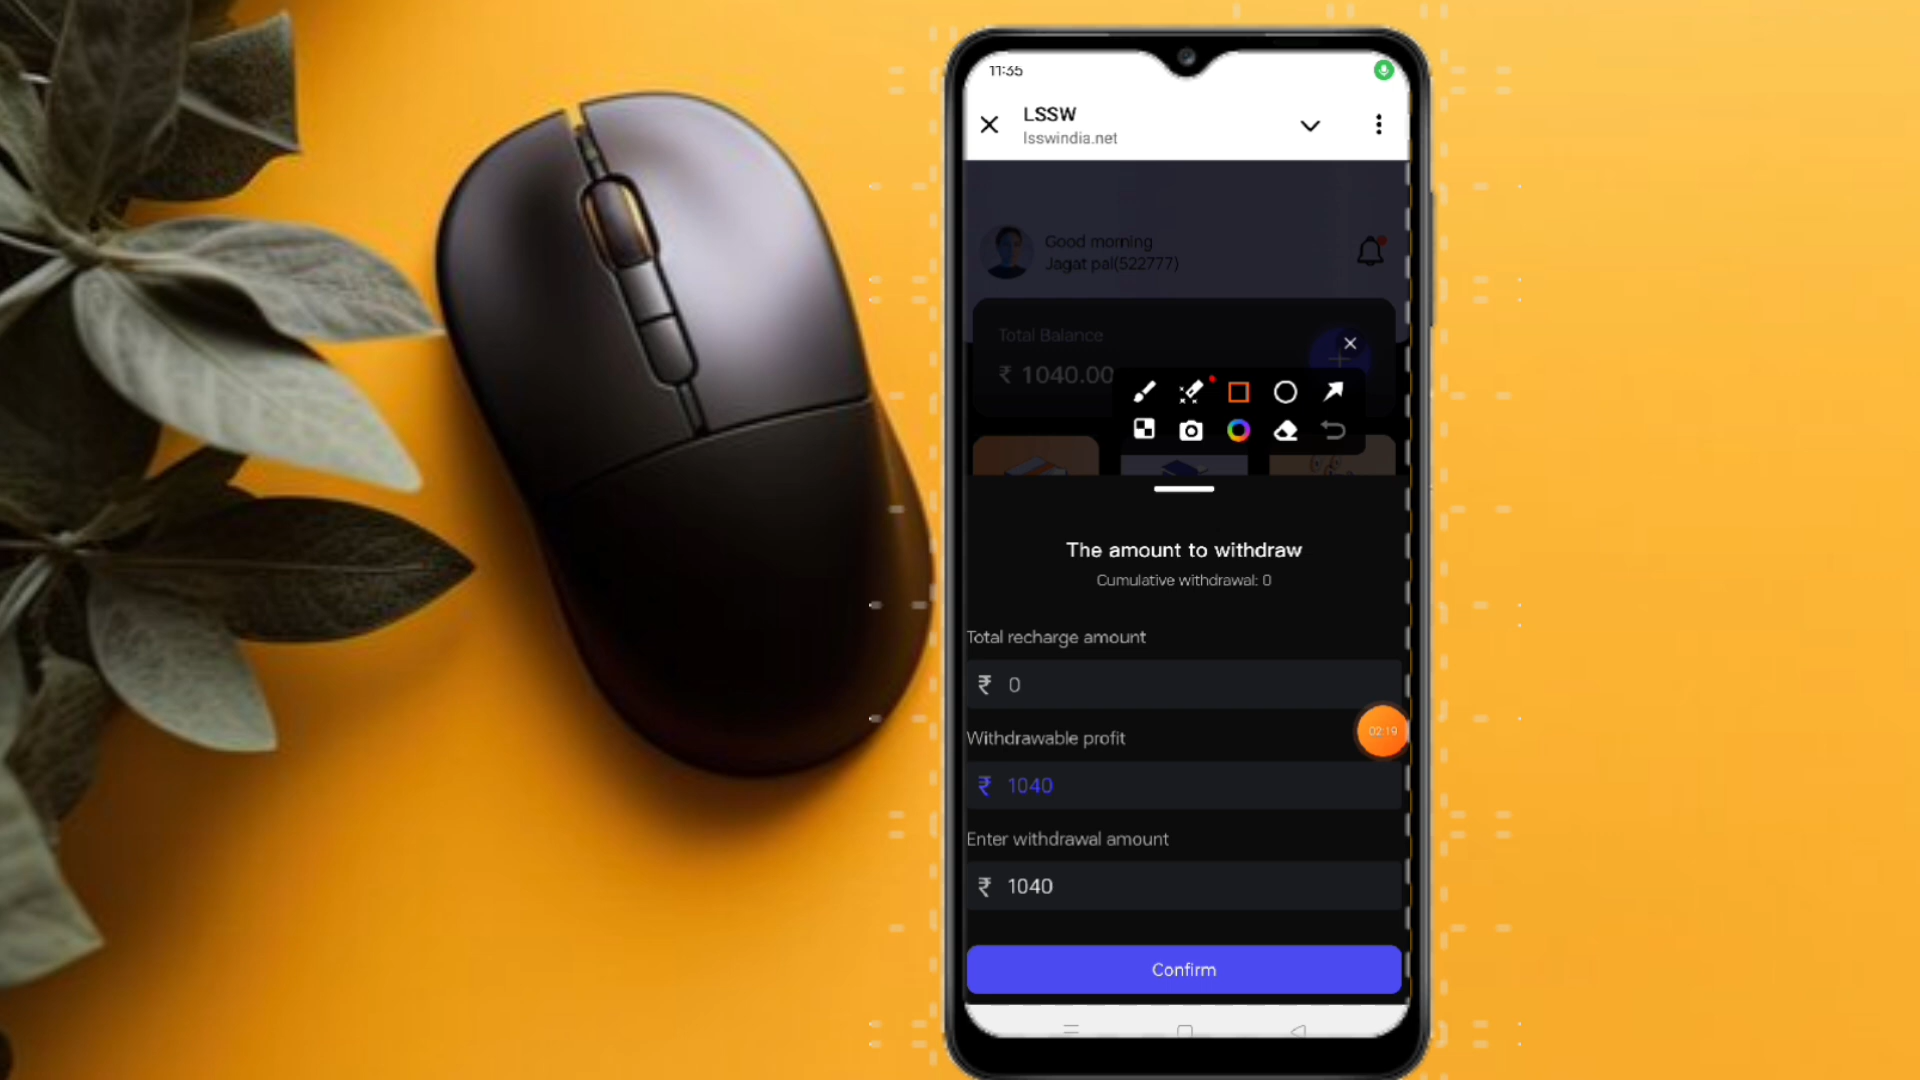 11:35
LSSW
lsswindia.net
Good morning
Jagat pal(522777)
Total Balance
₹ 1040.00
The amount to withdraw
Cumulative withdrawal: 0
Total recharge amount
₹ 0
Withdrawable profit
02:19
₹ 1040
Enter withdrawal amount
₹ 1040
Confirm